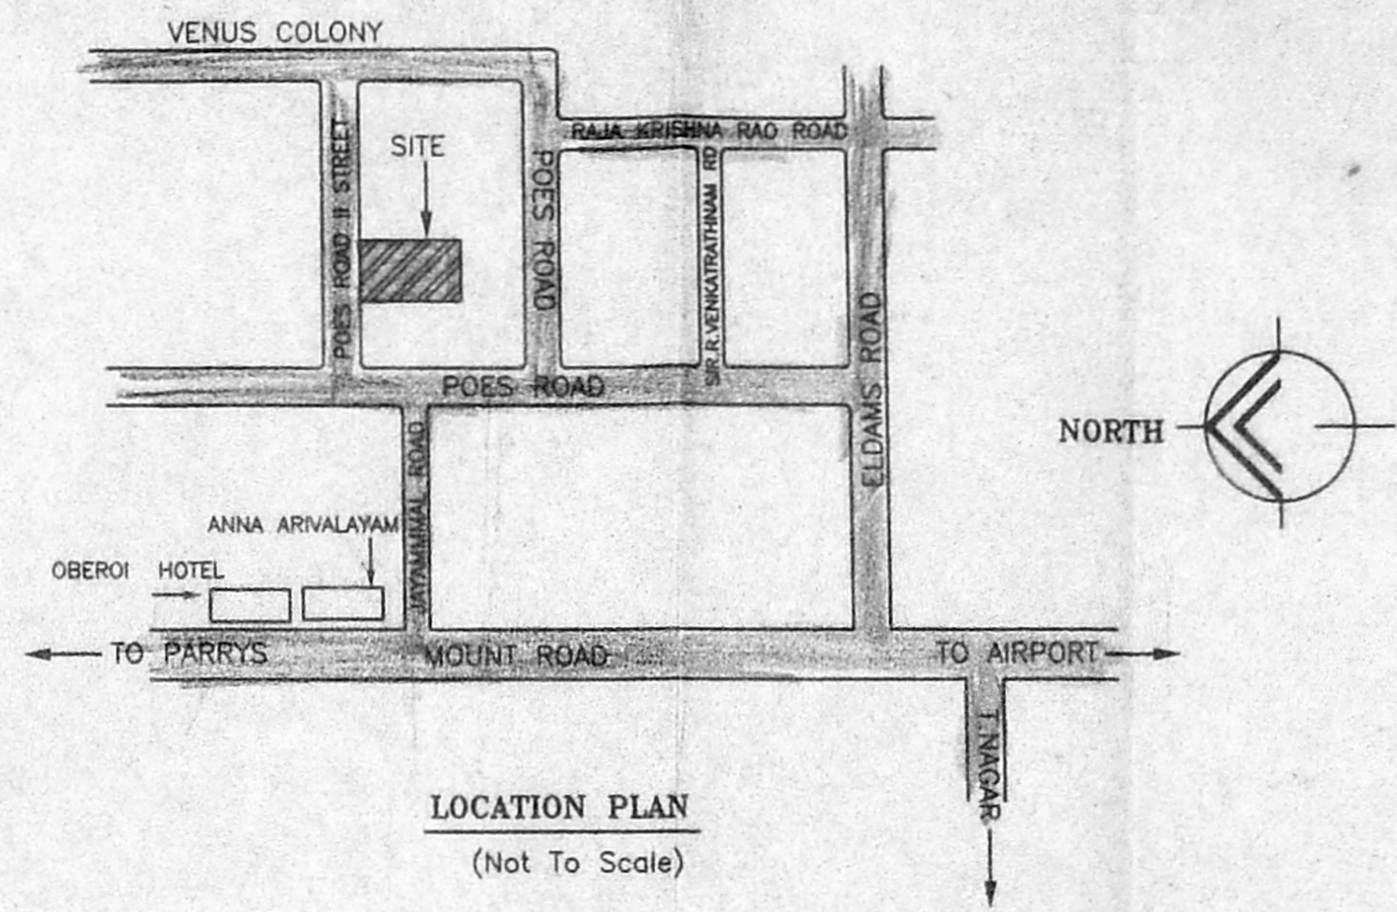 VENUS COLONY
RAJA KRISHNA RAO ROAD
SITE
POES ROAD II STREET
POES ROAD
SIR.R.VENKATRATHNAM RD
ELDAMS ROAD
POES ROAD
NORTH
JAYAMMMAL ROAD
ANNA ARIVALAYAM
OBEROI HOTEL
TO PARRYS
MOUNT ROAD
TO AIRPORT
T.NAGAR
LOCATION PLAN
(Not To Scale)